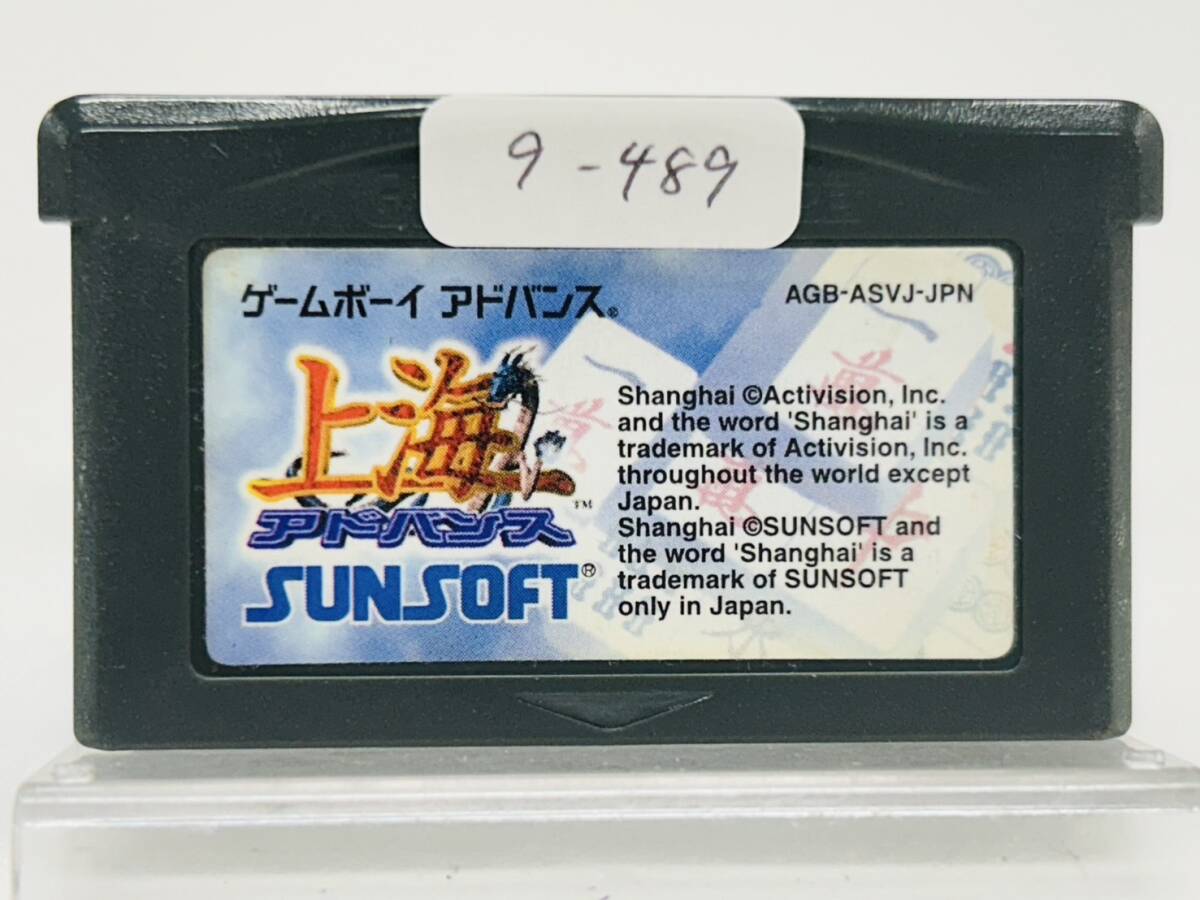 9-489
ゲームボーイ アドバンス®
AGB-ASVJ-JPN
上海
アドバンス™
SUNSOFT®
Shanghai ©Activision, Inc.
and the word 'Shanghai' is a
trademark of Activision, Inc.
throughout the world except
Japan.
Shanghai ©SUNSOFT and
the word 'Shanghai' is a
trademark of SUNSOFT
only in Japan.